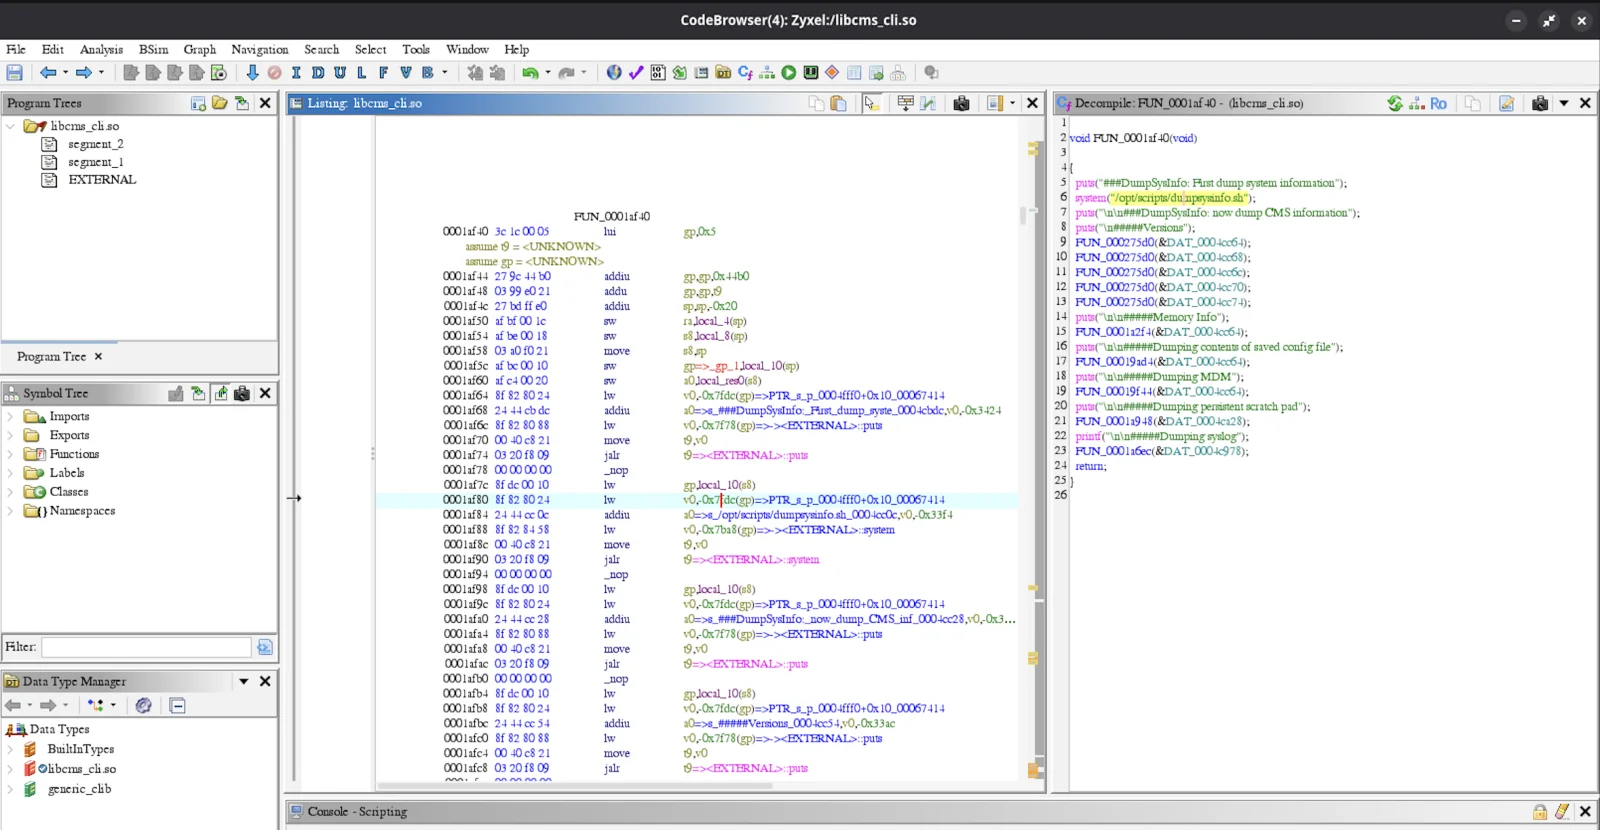 CodeBrowser(4): Zyxel:/libcms_cli.so
File Edit Analysis BSim Graph Navigation Search Select Tools Window Help
I D U L F V B
Program Trees
libcms_cli.so
segment_2
segment_1
EXTERNAL
Program Tree ×
Symbol Tree
Imports
Exports
Functions
Labels
Classes
Namespaces
Filter:
Data Type Manager
Data Types
BuiltInTypes
libcms_cli.so
generic_clib
Listing: libcms_cli.so
FUN_0001af40
0001af40 3c 1c 00 05 lui gp,0x5
assume t9 = <UNKNOWN>
assume gp = <UNKNOWN>
0001af44 27 9c 44 b0 addiu gp,gp,0x44b0
0001af48 03 99 e0 21 addu gp,gp,t9
0001af4c 27 bd ff e0 addiu sp,sp,-0x20
0001af50 af bf 00 1c sw ra,local_4(sp)
0001af54 af be 00 18 sw s8,local_8(sp)
0001af58 03 a0 f0 21 move s8,sp
0001af5c af bc 00 10 sw gp=>_gp_1,local_10(sp)
0001af60 af c4 00 20 sw a0,local_res0(s8)
0001af64 8f 82 80 24 lw v0,-0x7fdc(gp)=>PTR_s_p_0004fff0+0x10_00067414
0001af68 24 44 cb dc addiu a0=>s_###DumpSysInfo:_First_dump_syste_0004cbdc,v0,-0x3424
0001af6c 8f 82 80 88 lw v0,-0x7f78(gp)=>-><EXTERNAL>::puts
0001af70 00 40 c8 21 move t9,v0
0001af74 03 20 f8 09 jalr t9=><EXTERNAL>::puts
0001af78 00 00 00 00 _nop
0001af7c 8f dc 00 10 lw gp,local_10(s8)
0001af80 8f 82 80 24 lw v0,-0x7fdc(gp)=>PTR_s_p_0004fff0+0x10_00067414
0001af84 24 44 cc 0c addiu a0=>s_/opt/scripts/dumpsysinfo.sh_0004cc0c,v0,-0x33f4
0001af88 8f 82 84 58 lw v0,-0x7ba8(gp)=>-><EXTERNAL>::system
0001af8c 00 40 c8 21 move t9,v0
0001af90 03 20 f8 09 jalr t9=><EXTERNAL>::system
0001af94 00 00 00 00 _nop
0001af98 8f dc 00 10 lw gp,local_10(s8)
0001af9c 8f 82 80 24 lw v0,-0x7fdc(gp)=>PTR_s_p_0004fff0+0x10_00067414
0001afa0 24 44 cc 28 addiu a0=>s_###DumpSysInfo:_now_dump_CMS_inf_0004cc28,v0,-0x3...
0001afa4 8f 82 80 88 lw v0,-0x7f78(gp)=>-><EXTERNAL>::puts
0001afa8 00 40 c8 21 move t9,v0
0001afac 03 20 f8 09 jalr t9=><EXTERNAL>::puts
0001afb0 00 00 00 00 _nop
0001afb4 8f dc 00 10 lw gp,local_10(s8)
0001afb8 8f 82 80 24 lw v0,-0x7fdc(gp)=>PTR_s_p_0004fff0+0x10_00067414
0001afbc 24 44 cc 54 addiu a0=>s_#####Versions_0004cc54,v0,-0x33ac
0001afc0 8f 82 80 88 lw v0,-0x7f78(gp)=>-><EXTERNAL>::puts
0001afc4 00 40 c8 21 move t9,v0
0001afc8 03 20 f8 09 jalr t9=><EXTERNAL>::puts
Decompile: FUN_0001af40 - (libcms_cli.so)
Ro
1
2 void FUN_0001af40(void)
3
4 {
5 puts("###DumpSysInfo: First dump system information");
6 system("/opt/scripts/dumpsysinfo.sh");
7 puts("\n\n###DumpSysInfo: now dump CMS information");
8 puts("\n#####Versions");
9 FUN_000275d0(&DAT_0004cc64);
10 FUN_000275d0(&DAT_0004cc68);
11 FUN_000275d0(&DAT_0004cc6c);
12 FUN_000275d0(&DAT_0004cc70);
13 FUN_000275d0(&DAT_0004cc74);
14 puts("\n\n#####Memory Info");
15 FUN_0001a2f4(&DAT_0004cc64);
16 puts("\n\n#####Dumping contents of saved config file");
17 FUN_00019ad4(&DAT_0004cc64);
18 puts("\n\n#####Dumping MDM");
19 FUN_00019f44(&DAT_0004cc64);
20 puts("\n\n#####Dumping persistent scratch pad");
21 FUN_0001a948(&DAT_0004ca28);
22 printf("\n\n#####Dumping syslog");
23 FUN_0001a6ec(&DAT_0004c978);
24 return;
25 }
26
Console - Scripting